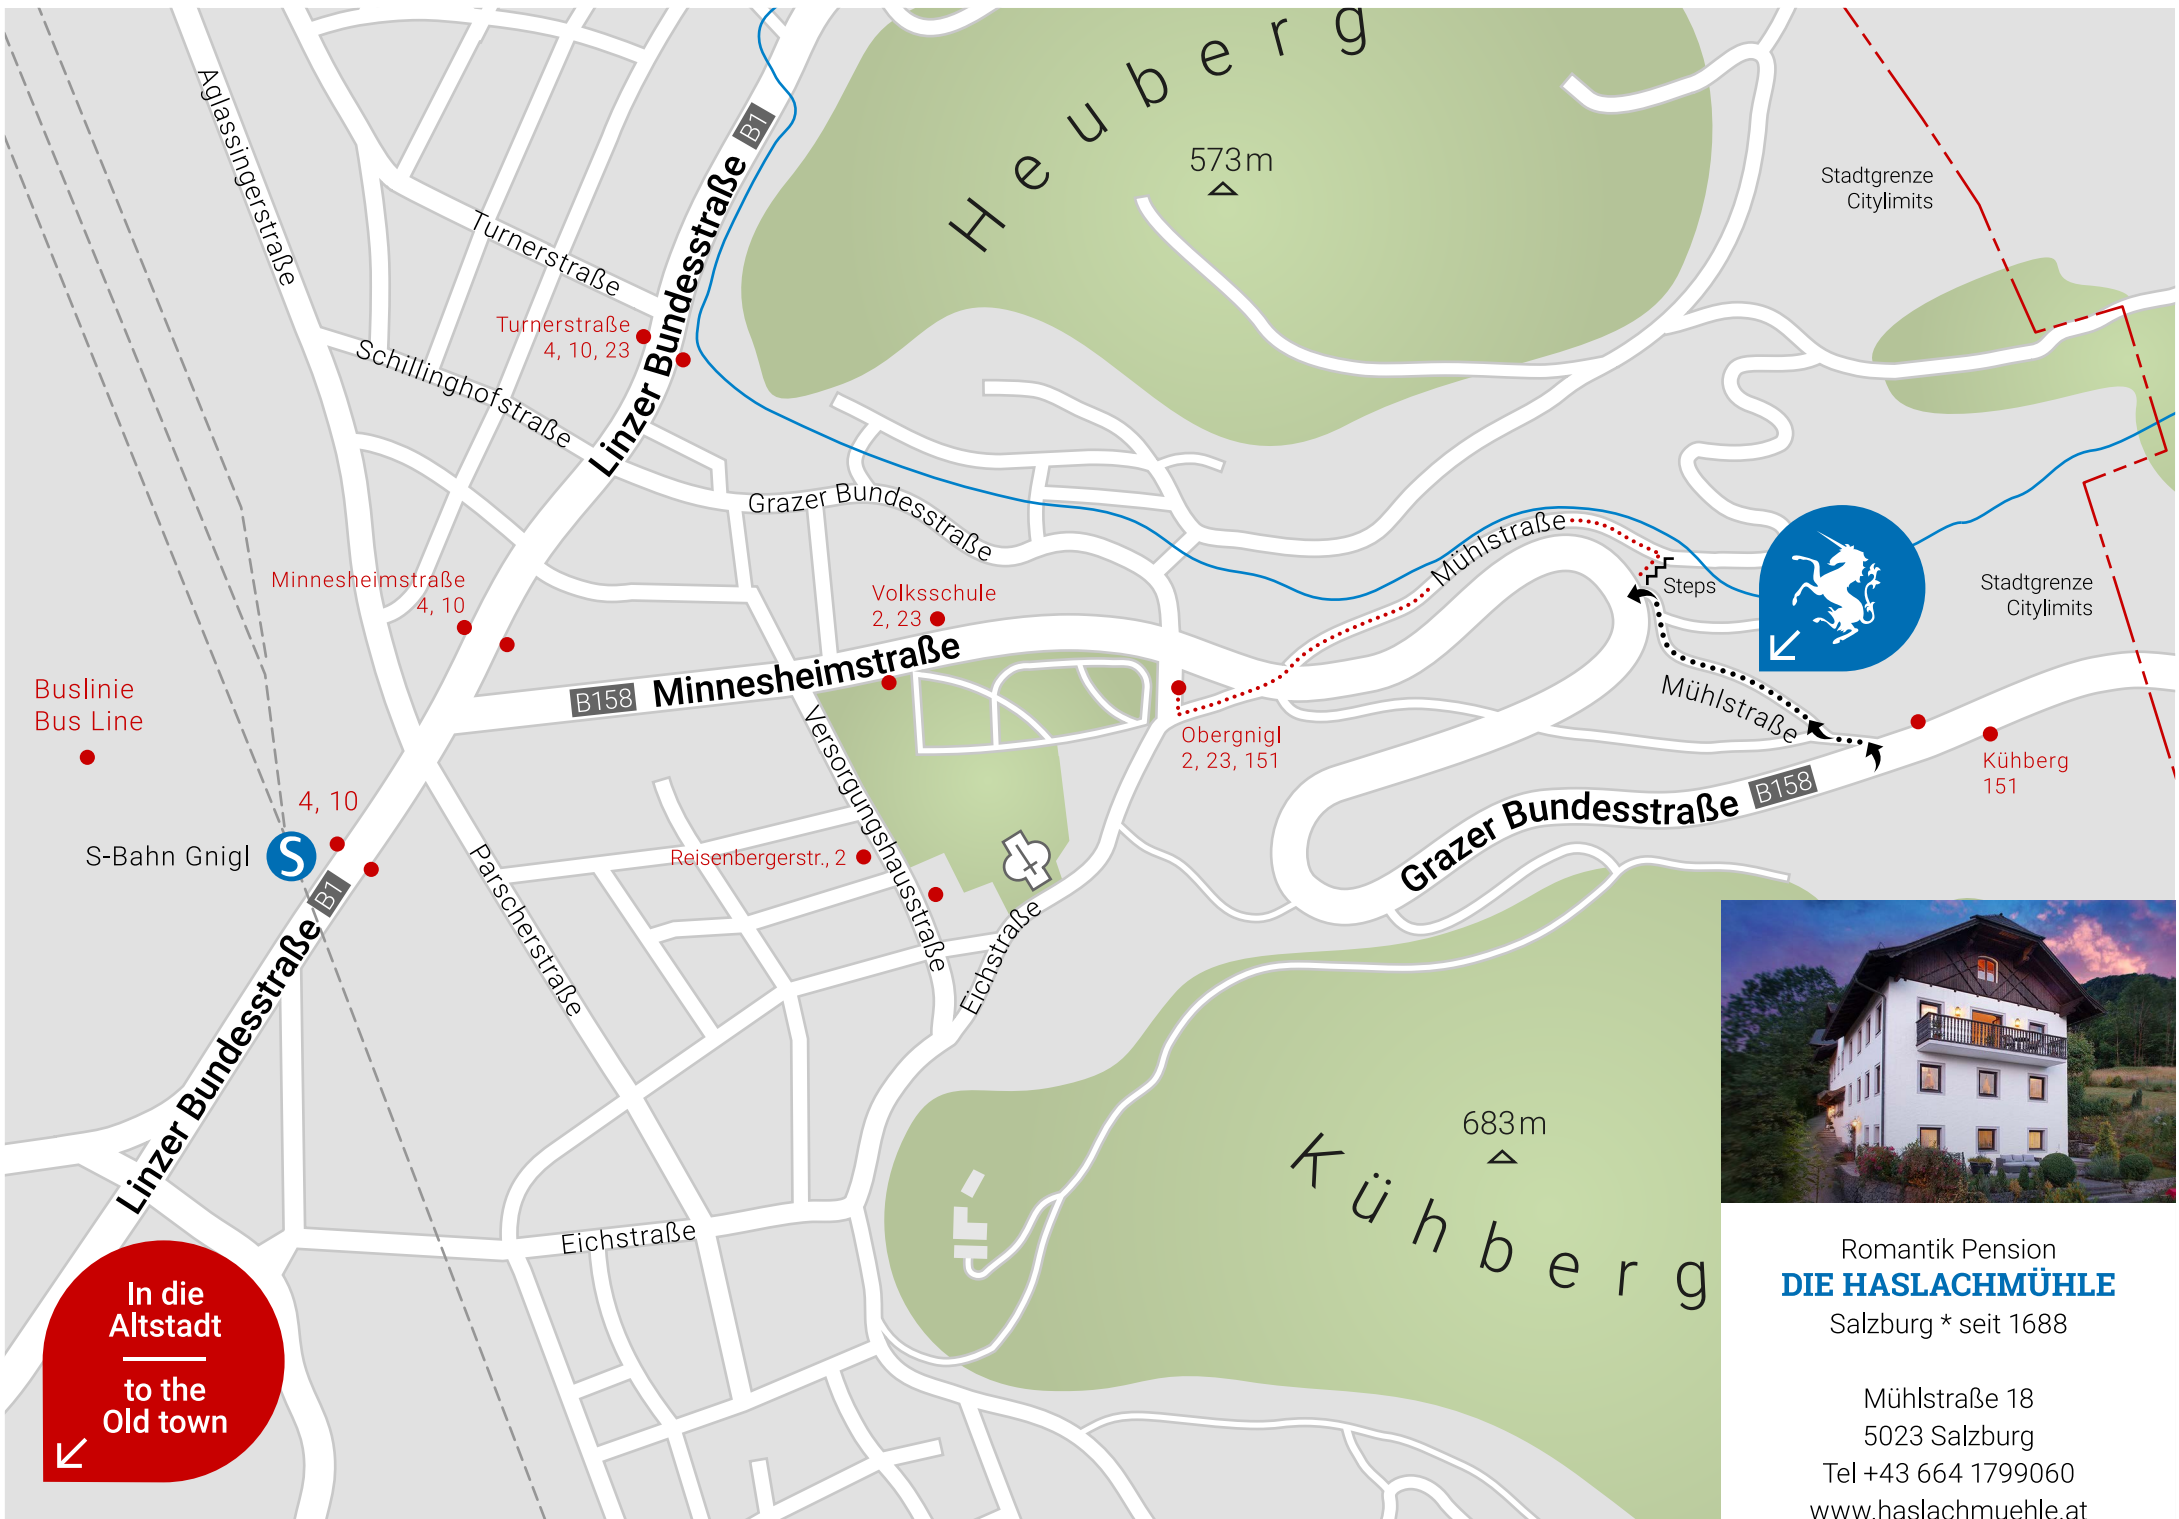 Heuberg
573m
B1
Aglassingerstraße
Stadtgrenze
Citylimits
Turnerstraße
Linzer Bundesstraße
Turnerstraße
4, 10, 23
Schillinghofstraße
Grazer Bundesstraße
Mühlstraße
Minnesheimstraße
4, 10
Volksschule
2, 23
Steps
Stadtgrenze
Citylimits
B158
Minnesheimstraße
Buslinie
Bus Line
Mühlstraße
Versorgungshausstraße
Obergnigl
2, 23, 151
Kühberg
151
4, 10
S-Bahn Gnigl
S
B1
Grazer Bundesstraße
B158
Reisenbergerstr., 2
Parscherstraße
Eichstraße
Linzer Bundesstraße
683m
Kühberg
Eichstraße
In die
Altstadt
to the
Old town
Romantik Pension
DIE HASLACHMÜHLE
Salzburg * seit 1688
Mühlstraße 18
5023 Salzburg
Tel +43 664 1799060
www.haslachmuehle.at